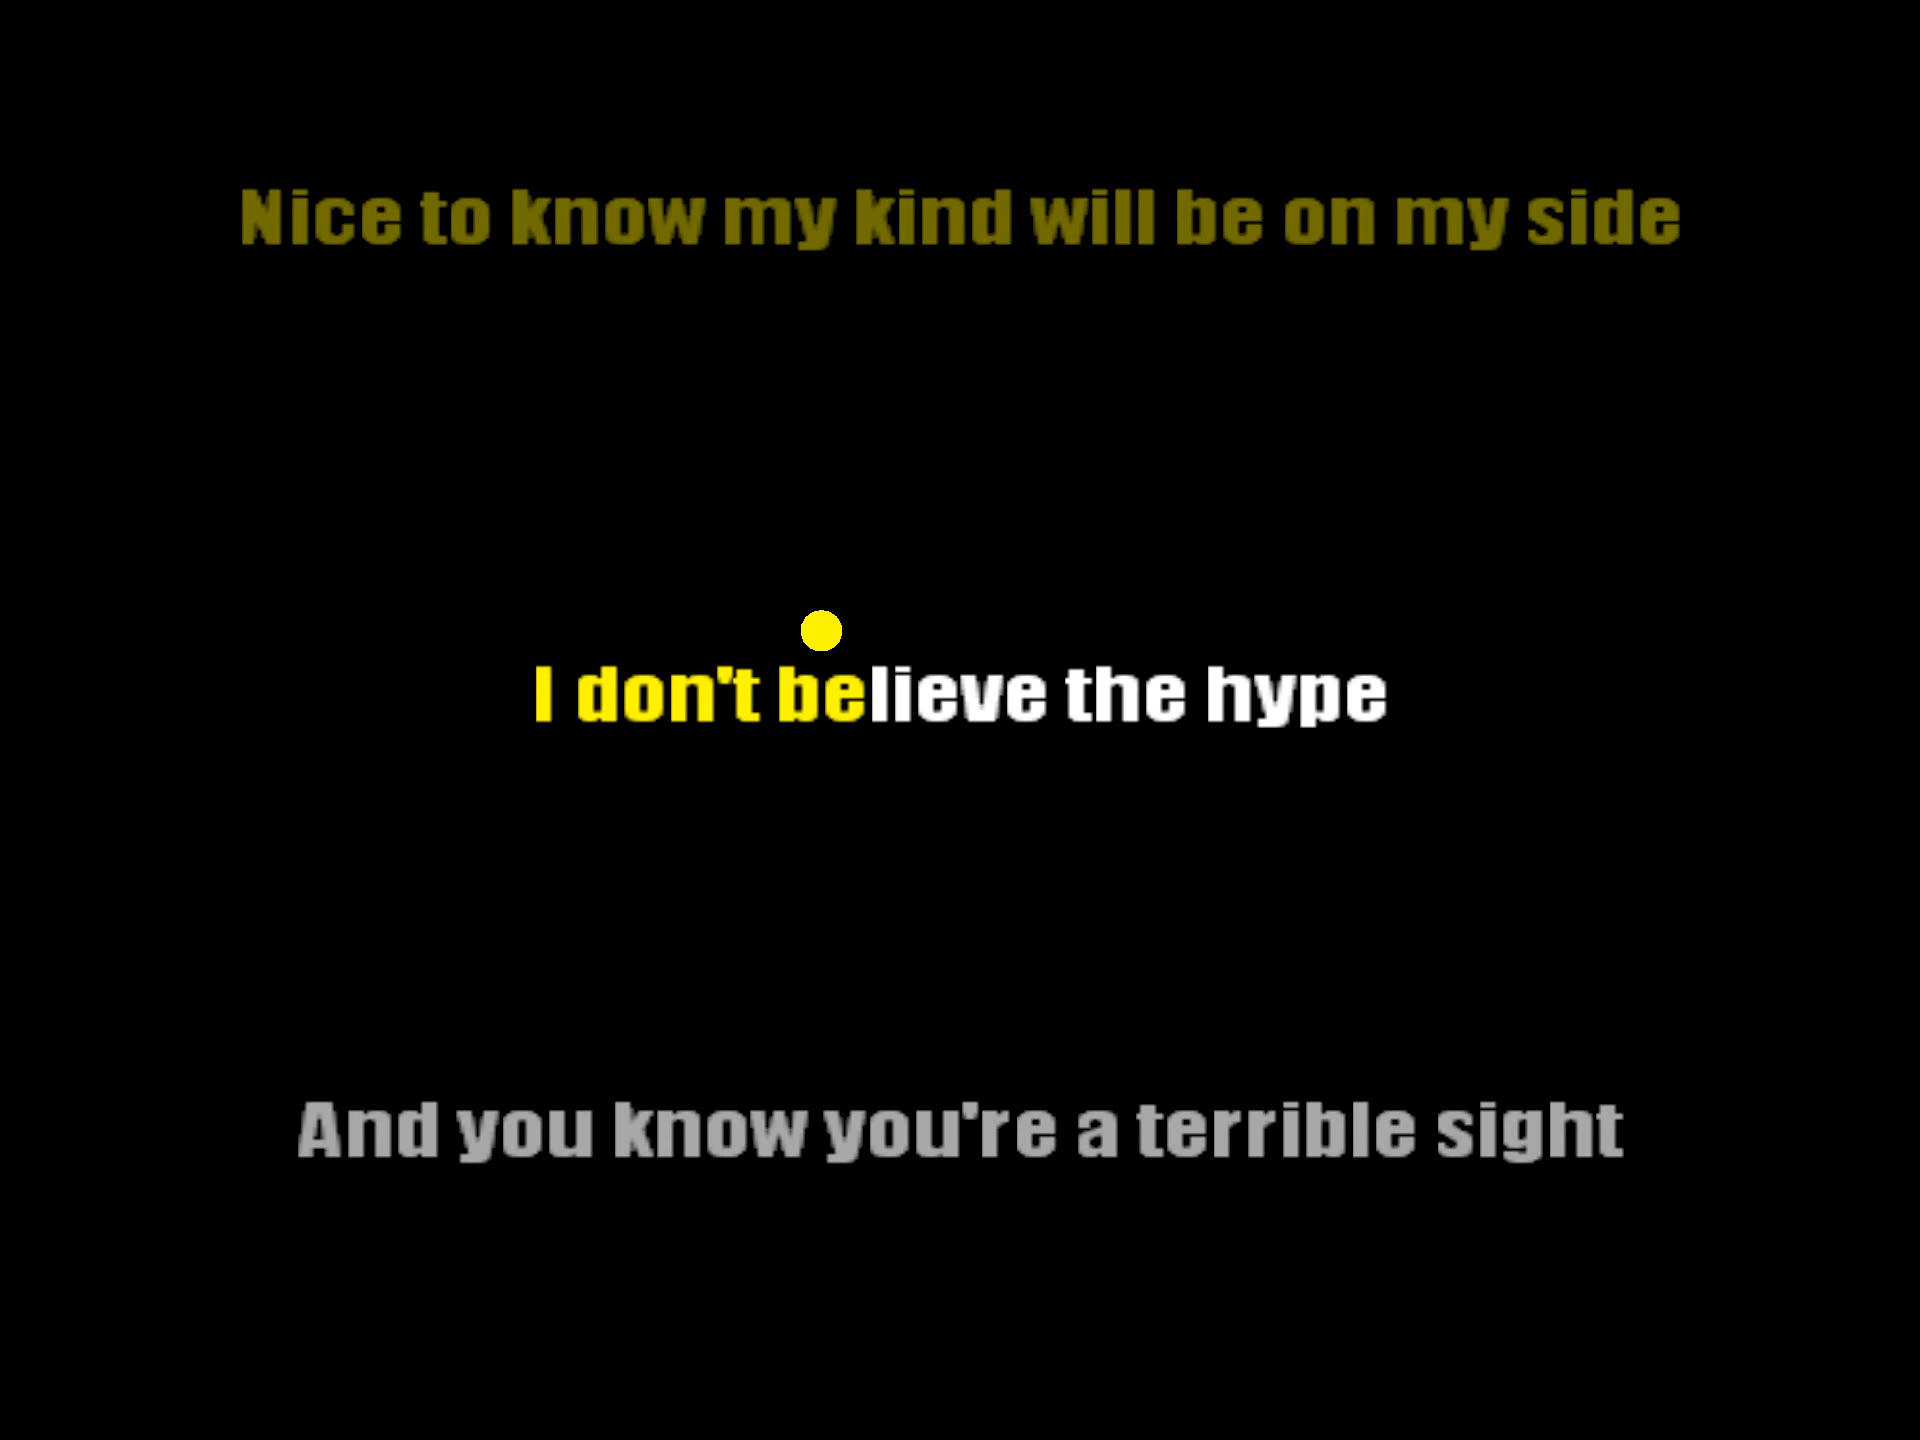 Nice to know my kind will be on my side
I don't believe the hype
And you know you're a terrible sight